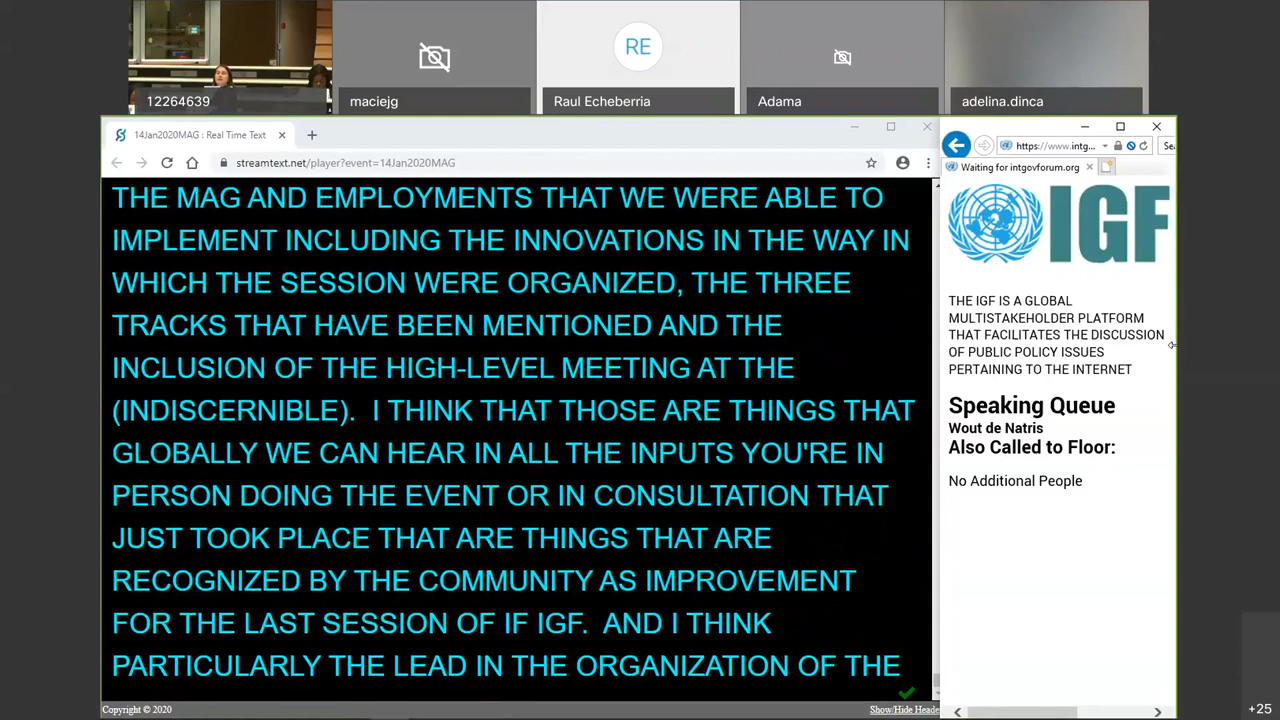 RE
12264639
maciejg
Raul Echeberria
Adama
adelina.dinca
14Jan2020MAG : Real Time Text
streamtext.net/player?event=14Jan2020MAG
https://www.intg...
Sea
Waiting for intgovforum.org
THE MAG AND EMPLOYMENTS THAT WE WERE ABLE TO
IMPLEMENT INCLUDING THE INNOVATIONS IN THE WAY IN
WHICH THE SESSION WERE ORGANIZED, THE THREE
TRACKS THAT HAVE BEEN MENTIONED AND THE
INCLUSION OF THE HIGH-LEVEL MEETING AT THE
(INDISCERNIBLE).  I THINK THAT THOSE ARE THINGS THAT
GLOBALLY WE CAN HEAR IN ALL THE INPUTS YOU'RE IN
PERSON DOING THE EVENT OR IN CONSULTATION THAT
JUST TOOK PLACE THAT ARE THINGS THAT ARE
RECOGNIZED BY THE COMMUNITY AS IMPROVEMENT
FOR THE LAST SESSION OF IF IGF.  AND I THINK
PARTICULARLY THE LEAD IN THE ORGANIZATION OF THE
Copyright © 2020
Show/Hide Heade
IGF
THE IGF IS A GLOBAL
MULTISTAKEHOLDER PLATFORM
THAT FACILITATES THE DISCUSSION
OF PUBLIC POLICY ISSUES
PERTAINING TO THE INTERNET
Speaking Queue
Wout de Natris
Also Called to Floor:
No Additional People
+25